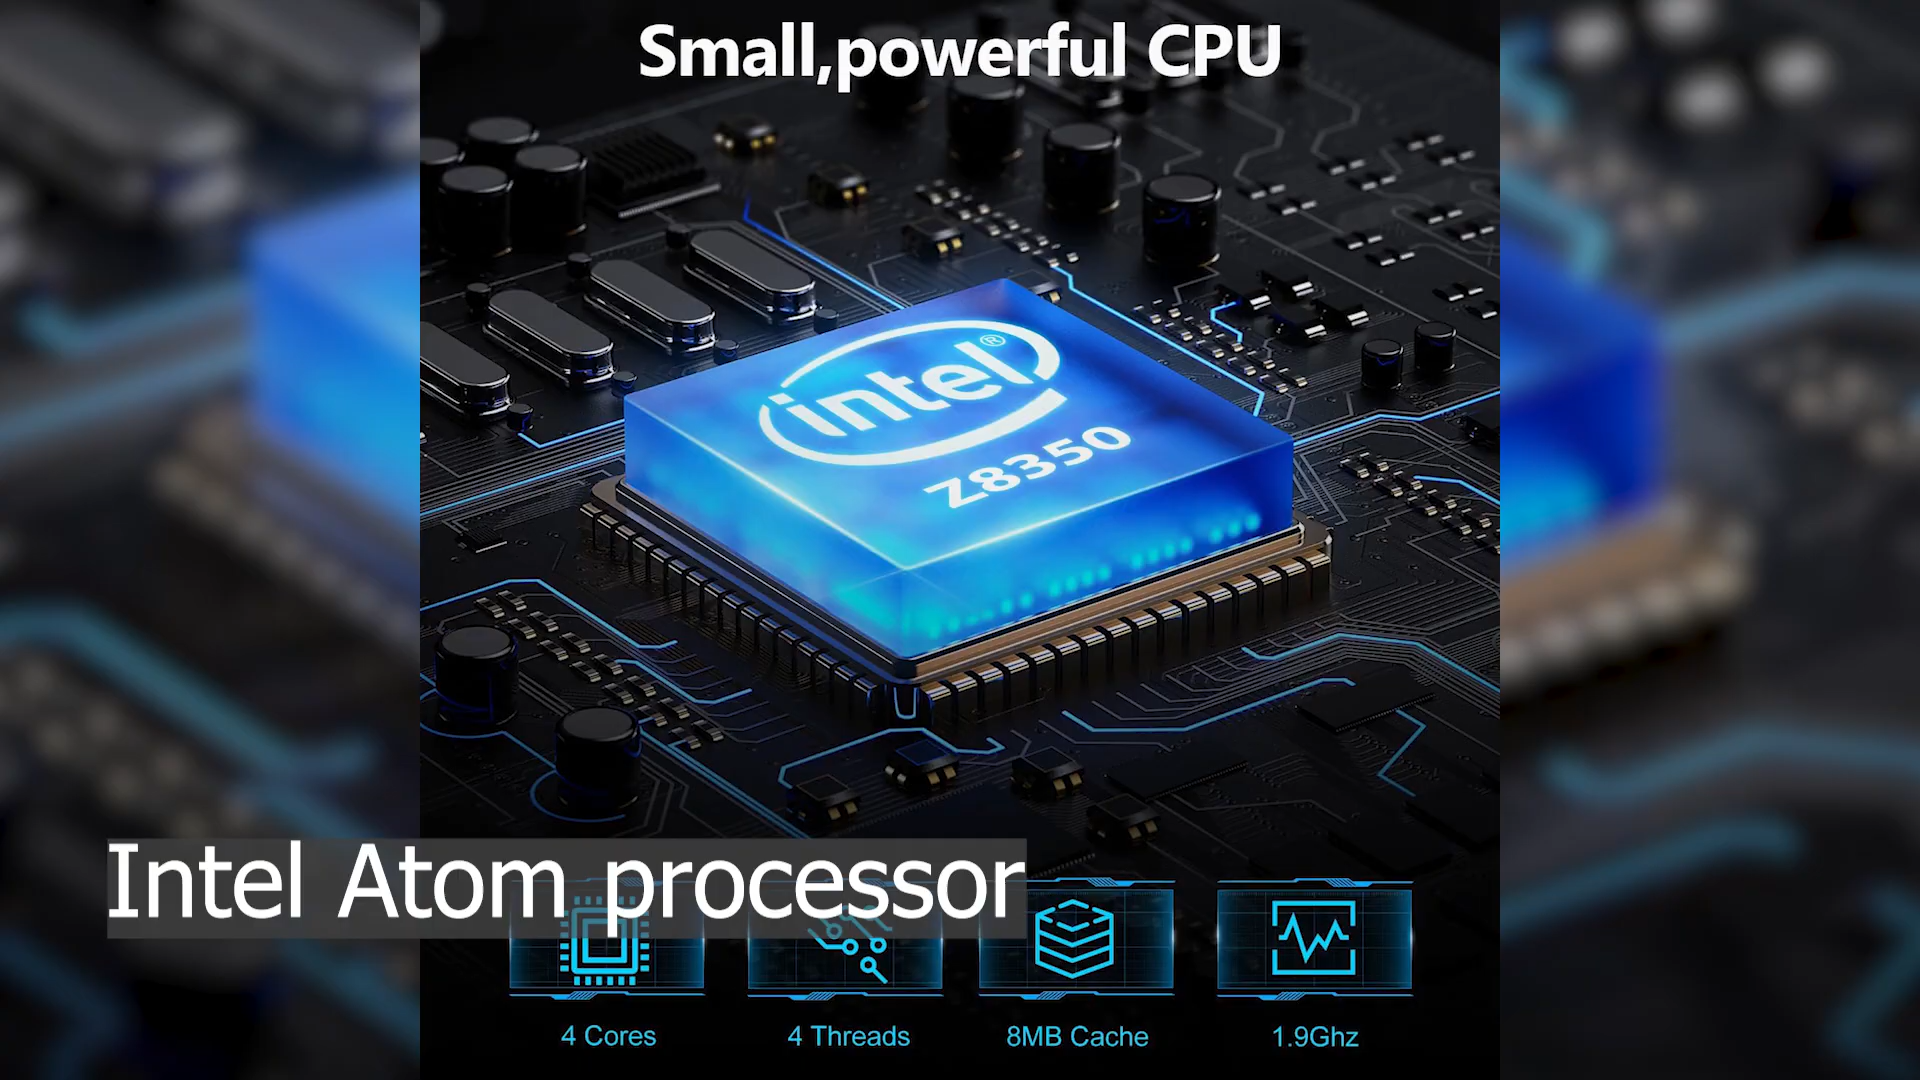 Small,powerful CPU
intel®
Z8350
Intel Atom processor
4 Cores
4 Threads
8MB Cache
1.9Ghz